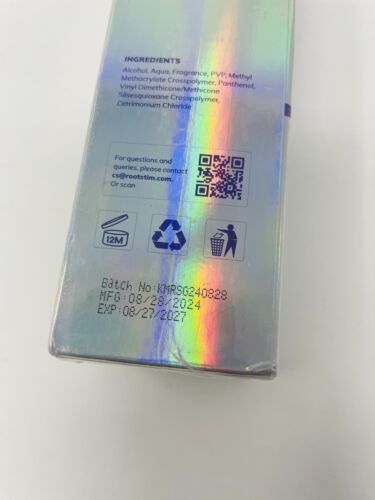 INGREDIENTS
Alcohol, Aqua, Fragrance, PVP, Methyl
Methacrylate Crosspolymer, Panthenol,
Vinyl Dimethicone/Methicone
Silsesquioxane Crosspolymer,
Cetrimonium Chloride
For questions and
queries, please contact
cs@rootstim.com.
Or scan
12M
Batch No:KMRSG240828
MFG:08/28/2024
EXP:08/27/2027